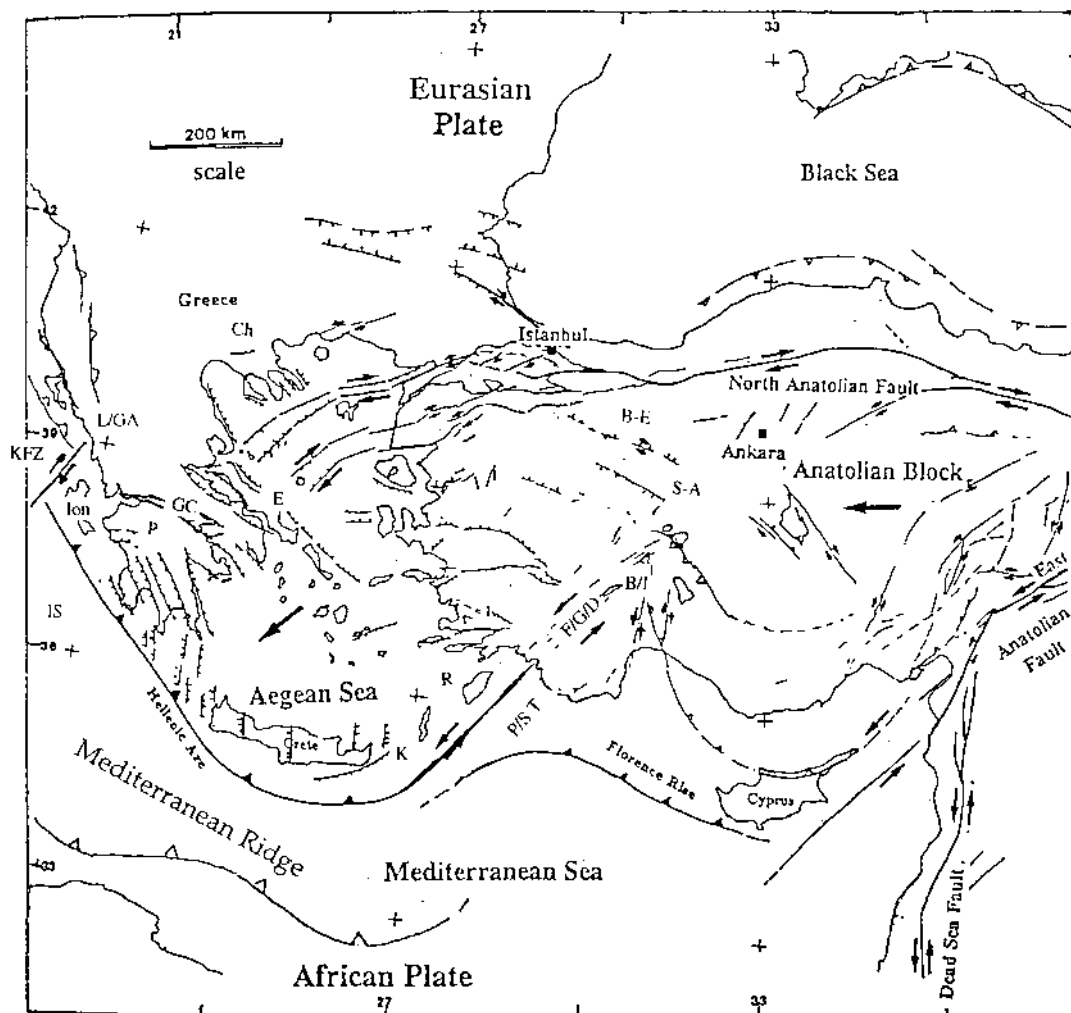 21
27
33
Eurasian
Plate
200 km
scale
Black Sea
42
Greece
Ch
Istanbul
North Anatolian Fault
B-E
39
L/GA
KFZ
Ankara
Anatolian Block
S-A
E
Ion
GC
P
B/I
East
Anatolian
Fault
F/G/D
IS
36
R
Aegean Sea
P/S T
Hellenic Arc
Crete
K
Florence Rise
Cyprus
Mediterranean Ridge
33
Mediterranean Sea
Dead Sea Fault
African Plate
27
33